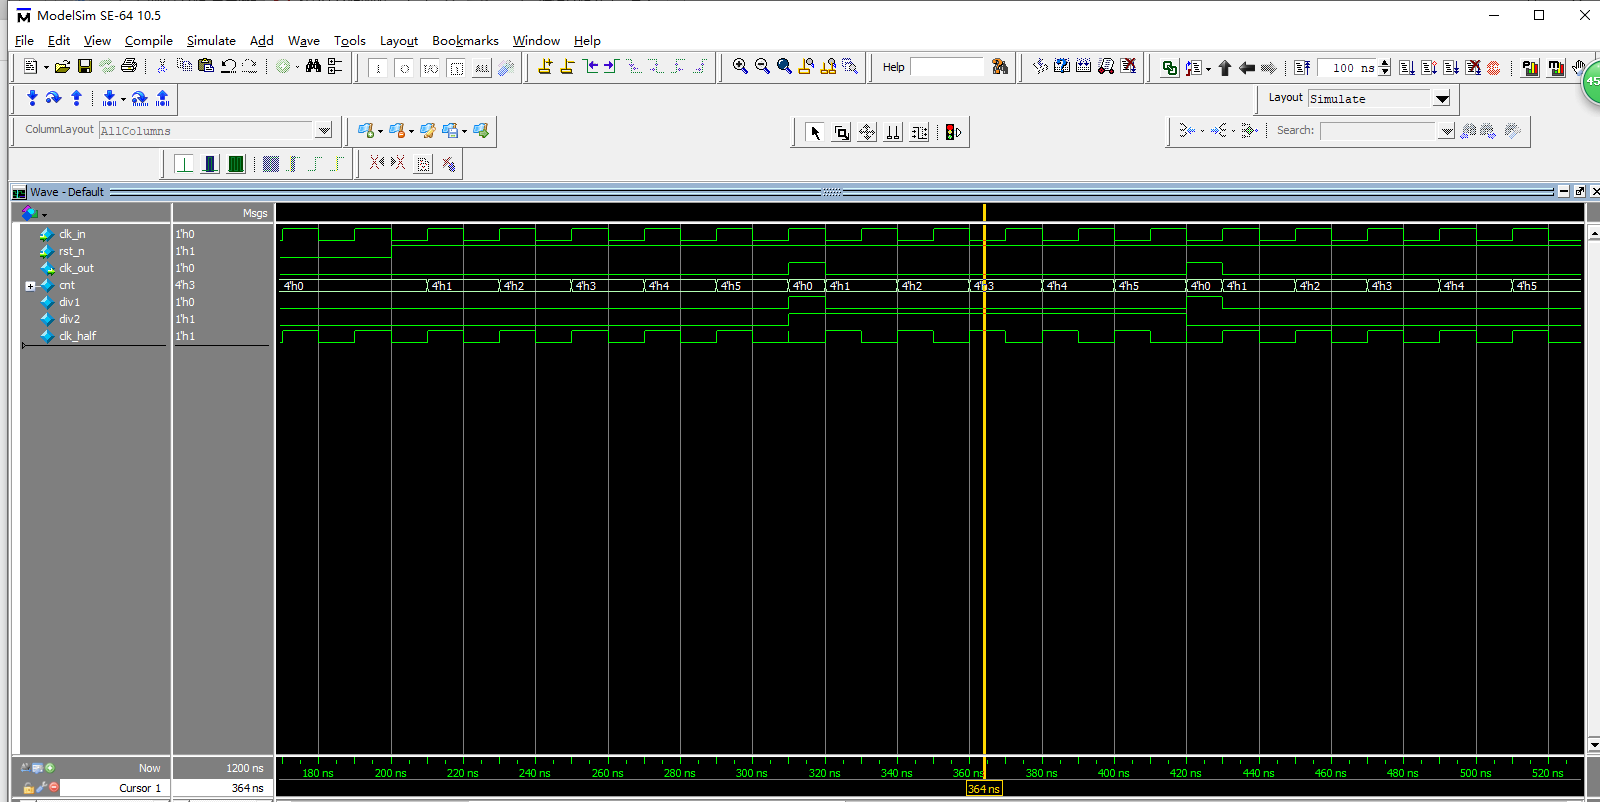 ModelSim SE-64 10.5
File Edit View Compile Simulate Add Wave Tools Layout Bookmarks Window Help
Help 100 ns
45
Layout Simulate
ColumnLayout AllColumns Search:
Wave - Default
Msgs
clk_in 1'h0
rst_n 1'h1
clk_out 1'h0
cnt 4'h3 4'h0 4'h1 4'h2 4'h3 4'h4 4'h5 4'h0 4'h1 4'h2 4'h3 4'h4 4'h5 4'h0 4'h1 4'h2 4'h3 4'h4 4'h5
div1 1'h0
div2 1'h1
clk_half 1'h1
Now 1200 ns 180 ns 200 ns 220 ns 240 ns 260 ns 280 ns 300 ns 320 ns 340 ns 360 ns 380 ns 400 ns 420 ns 440 ns 460 ns 480 ns 500 ns 520 ns
Cursor 1 364 ns 364 ns